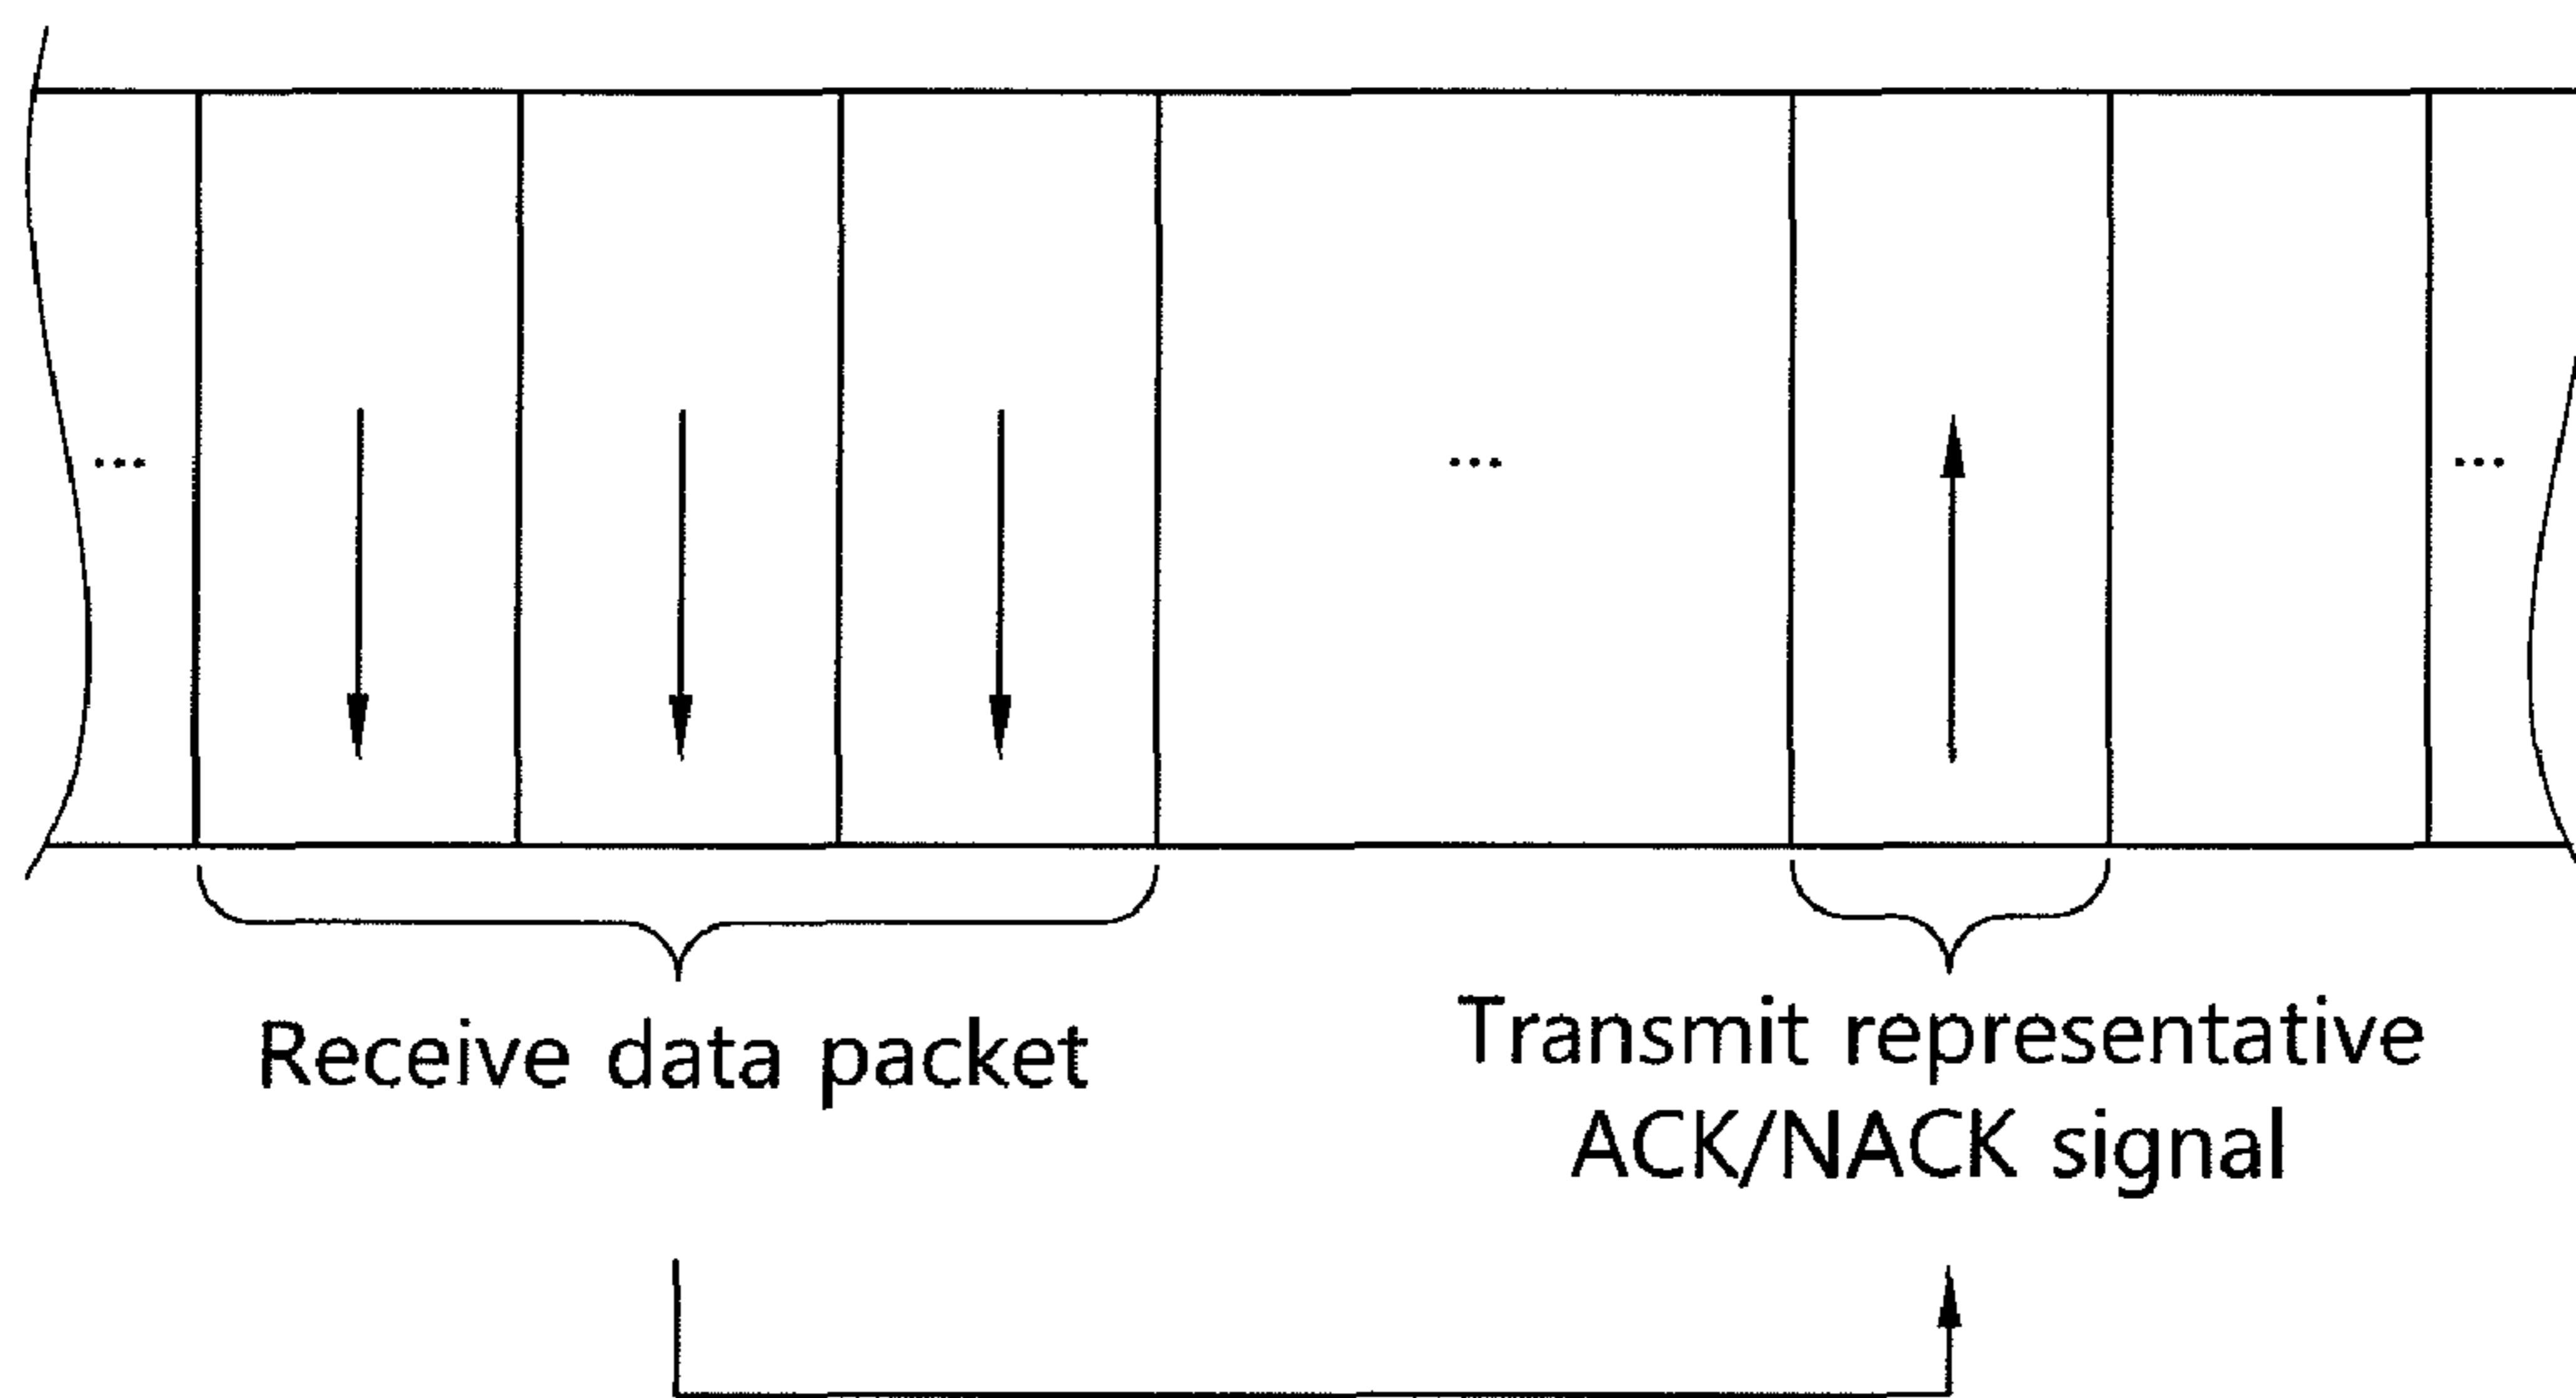 ... ... ...
Receive data packet
Transmit representative
ACK/NACK signal